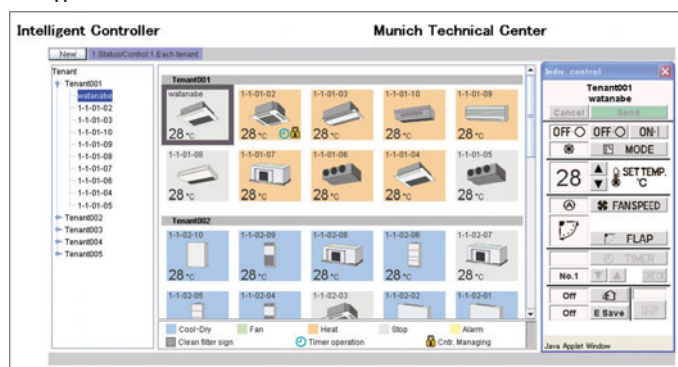 Intelligent Controller
Munich Technical Center
New
1.Status/Control:1.Each tenant
Tenant
Tenant001
watanabe
1-1-01-02
1-1-01-03
1-1-01-10
1-1-01-09
1-1-01-08
1-1-01-07
1-1-01-06
1-1-01-04
1-1-01-05
Tenant002
Tenant003
Tenant004
Tenant005
Tenant001
watanabe 1-1-01-02 1-1-01-03 1-1-01-10 1-1-01-09
28 °C 28 °C 28 °C 28 °C 28 °C
1-1-01-08 1-1-01-07 1-1-01-06 1-1-01-04 1-1-01-05
28 °C 28 °C 28 °C 28 °C 28 °C
Tenant002
1-1-02-10 1-1-02-09 1-1-02-08 1-1-02-06 1-1-02-07
28 °C 28 °C 28 °C 28 °C 28 °C
1-1-02-05 1-1-02-04 1-1-02-03 1-1-02-02 1-1-02-01
Cool-Dry Fan Heat Stop Alarm
Clean filter sign Timer operation Cntr. Managing
Indiv. control
Tenant001
watanabe
Cancel Send
OFF OFF ON
MODE
28 SET TEMP. °C
FANSPEED
FLAP
TIMER
No.1
Off
Off E Save
Java Applet Window